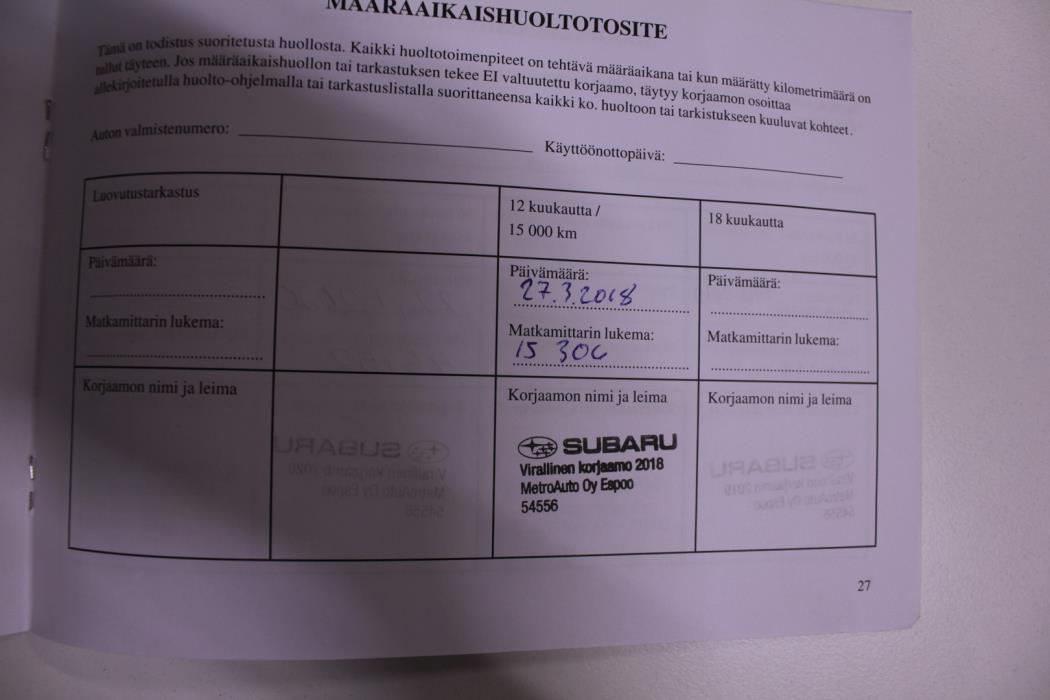 MÄÄRÄAIKAISHUOLTOTOSITE
Tämä on todistus suoritetusta huollosta. Kaikki huoltotoimenpiteet on tehtävä määräaikana tai kun määrätty kilometrimäärä on
tullut täyteen. Jos määräaikaishuollon tai tarkastuksen tekee EI valtuutettu korjaamo, täytyy korjaamon osoittaa
allekirjoitetulla huolto-ohjelmalla tai tarkastuslistalla suorittaneensa kaikki ko. huoltoon tai tarkistukseen kuuluvat kohteet.
Auton valmistenumero: Käyttöönottopäivä:
Luovutustarkastus
Päivämäärä:
Matkamittarin lukema:
Korjaamon nimi ja leima
12 kuukautta /
15 000 km
Päivämäärä:
27.3.2018
Matkamittarin lukema:
15 306
Korjaamon nimi ja leima
SUBARU
Virallinen korjaamo 2018
MetroAuto Oy Espoo
54556
18 kuukautta
Päivämäärä:
Matkamittarin lukema:
Korjaamon nimi ja leima
27